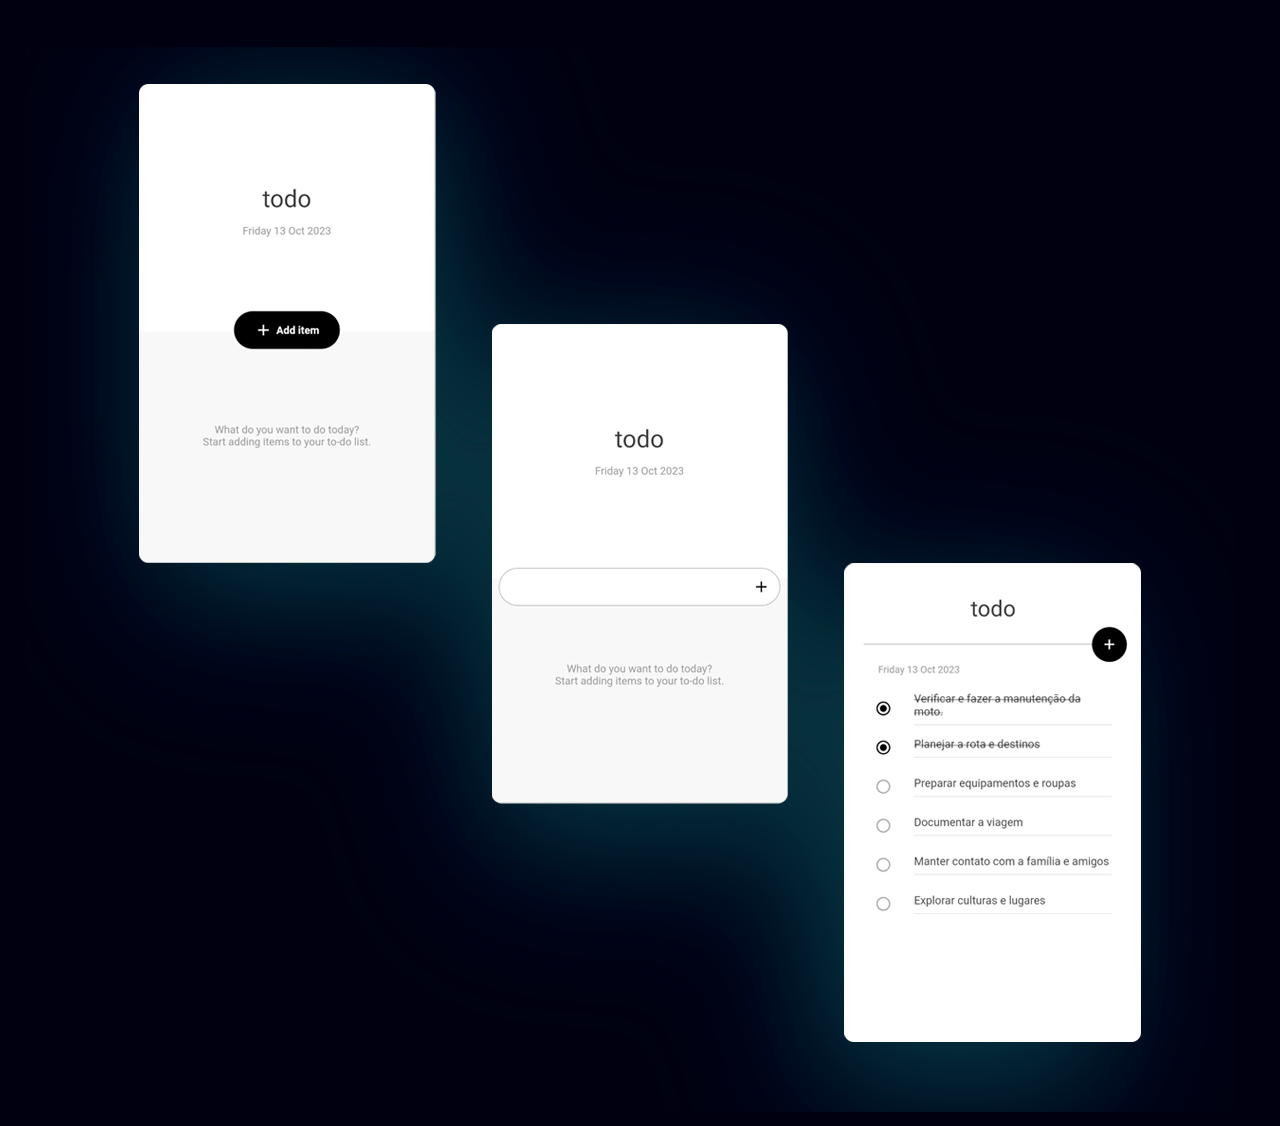 todo
Friday 13 Oct 2023
+ Add item
What do you want to do today?
Start adding items to your to-do list.
todo
Friday 13 Oct 2023
+
What do you want to do today?
Start adding items to your to-do list.
todo
+
Friday 13 Oct 2023
Verificar e fazer a manutenção da
moto.
Planejar a rota e destinos
Preparar equipamentos e roupas
Documentar a viagem
Manter contato com a família e amigos
Explorar culturas e lugares